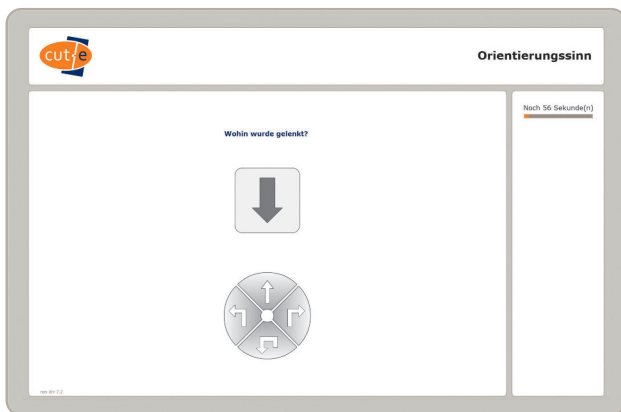 cut-e
Orientierungssinn
Noch 56 Sekunde(n)
Wohin wurde gelenkt?